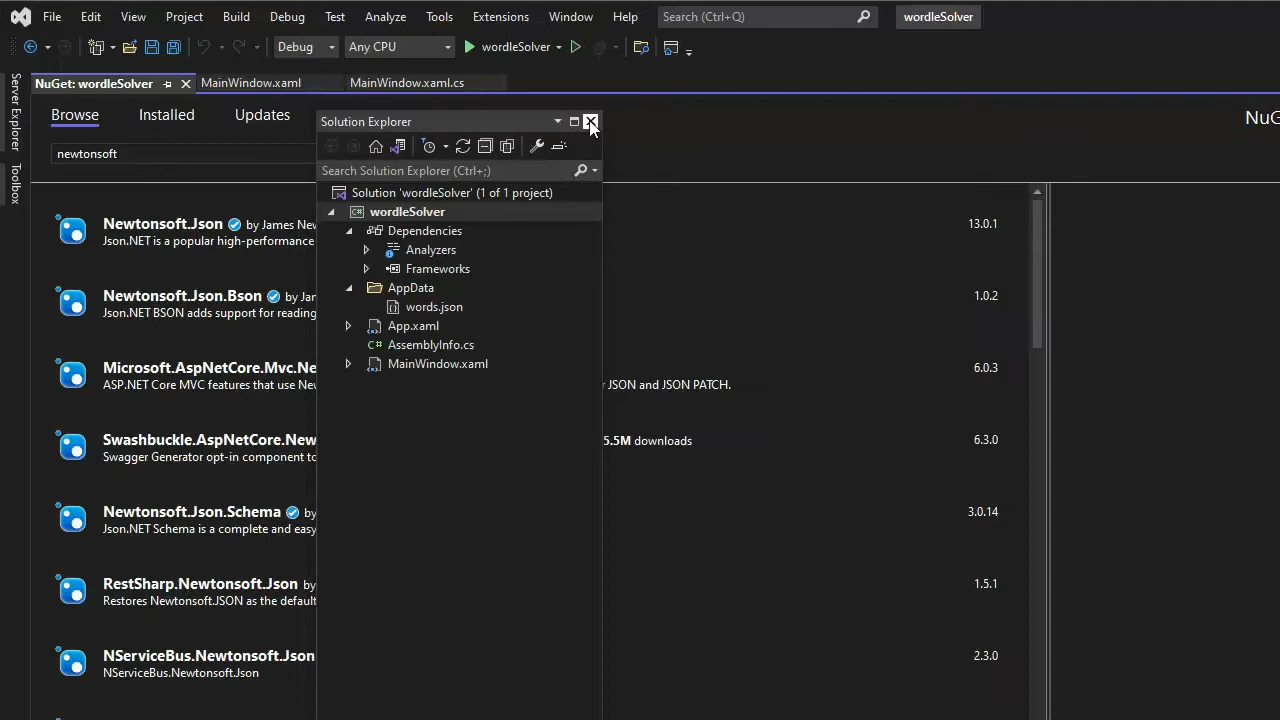 File Edit View Project Build Debug Test Analyze Tools Extensions Window Help Search (Ctrl+Q) wordleSolver
Debug Any CPU wordleSolver
NuGet: wordleSolver MainWindow.xaml MainWindow.xaml.cs
Server Explorer
Toolbox
Browse Installed Updates
NuG
newtonsoft
Solution Explorer
Search Solution Explorer (Ctrl+;)
Solution 'wordleSolver' (1 of 1 project)
wordleSolver
Dependencies
Analyzers
Frameworks
AppData
words.json
App.xaml
C# AssemblyInfo.cs
MainWindow.xaml
Newtonsoft.Json by James New 13.0.1
Json.NET is a popular high-performance
Newtonsoft.Json.Bson by Jan 1.0.2
Json.NET BSON adds support for reading
Microsoft.AspNetCore.Mvc.Ne 6.0.3
ASP.NET Core MVC features that use New r JSON and JSON PATCH.
Swashbuckle.AspNetCore.New 5.5M downloads 6.3.0
Swagger Generator opt-in component to
Newtonsoft.Json.Schema by 3.0.14
Json.NET Schema is a complete and easy
RestSharp.Newtonsoft.Json by 1.5.1
Restores Newtonsoft.JSON as the default
NServiceBus.Newtonsoft.Json 2.3.0
NServiceBus.Newtonsoft.Json